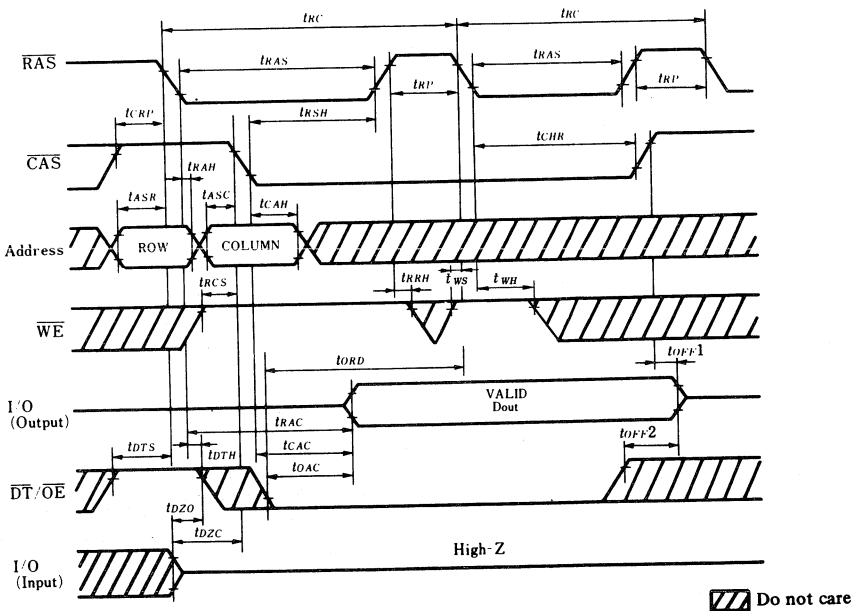 tRC tRC
RAS
tRAS tRAS
tRP tRP
tCRP
tRSH
tCHR
CAS
tRAH
tASR tASC tCAH
Address ROW COLUMN
tRCS
tRRH tWS tWH
WE
tORD
tOFF1
I/O
(Output)
VALID
Dout
tRAC
tCAC
tOAC
tOFF2
tDTS tDTH
DT/OE
tDZO
tDZC
I/O
(Input)
High-Z
Do not care